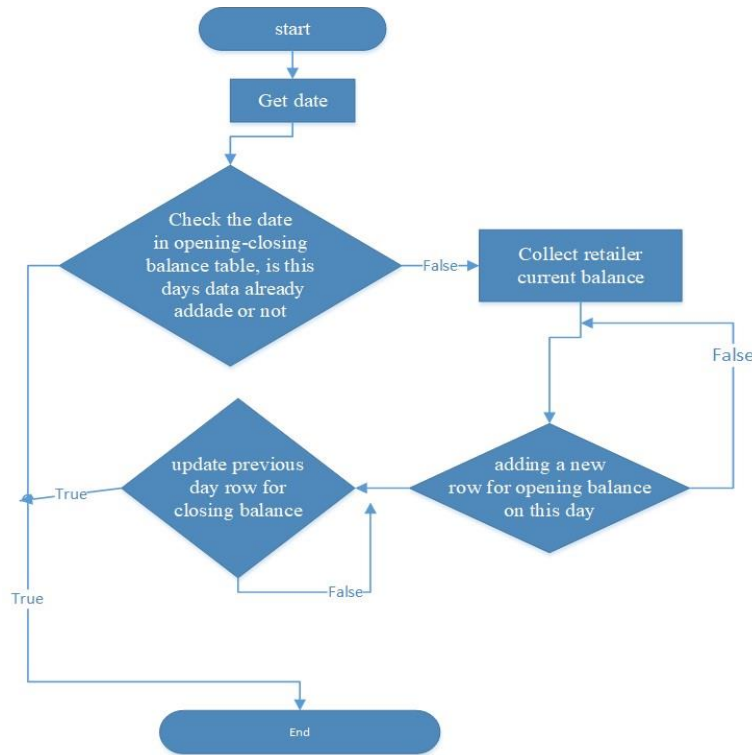 start
Get date
Check the date
in opening-closing
balance table, is this
days data already
addade or not
False
Collect retailer
current balance
False
adding a new
row for opening balance
on this day
update previous
day row for
closing balance
True
False
True
End